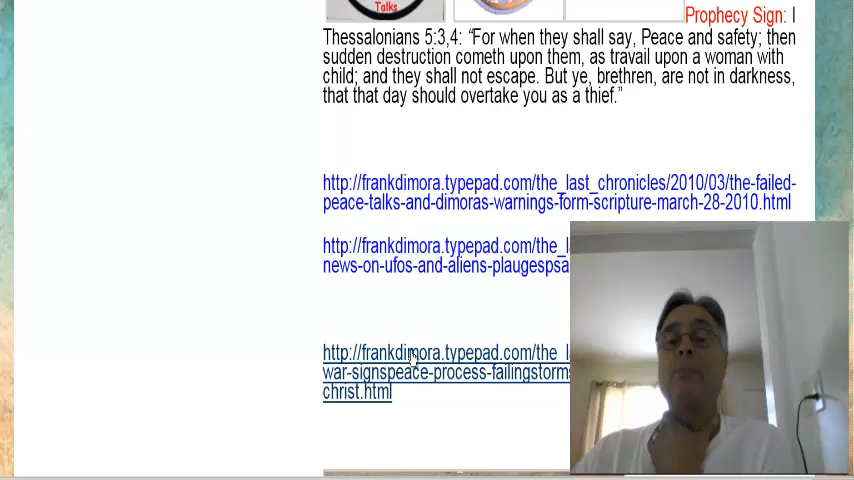 Talks
Prophecy Sign: I
Thessalonians 5:3,4: “For when they shall say, Peace and safety; then
sudden destruction cometh upon them, as travail upon a woman with
child; and they shall not escape. But ye, brethren, are not in darkness,
that that day should overtake you as a thief.”
http://frankdimora.typepad.com/the_last_chronicles/2010/03/the-failed-
peace-talks-and-dimoras-warnings-form-scripture-march-28-2010.html
http://frankdimora.typepad.com/the_l
news-on-ufos-and-aliens-plaugespsa
http://frankdimora.typepad.com/the_l
war-signspeace-process-failingstorms
christ.html